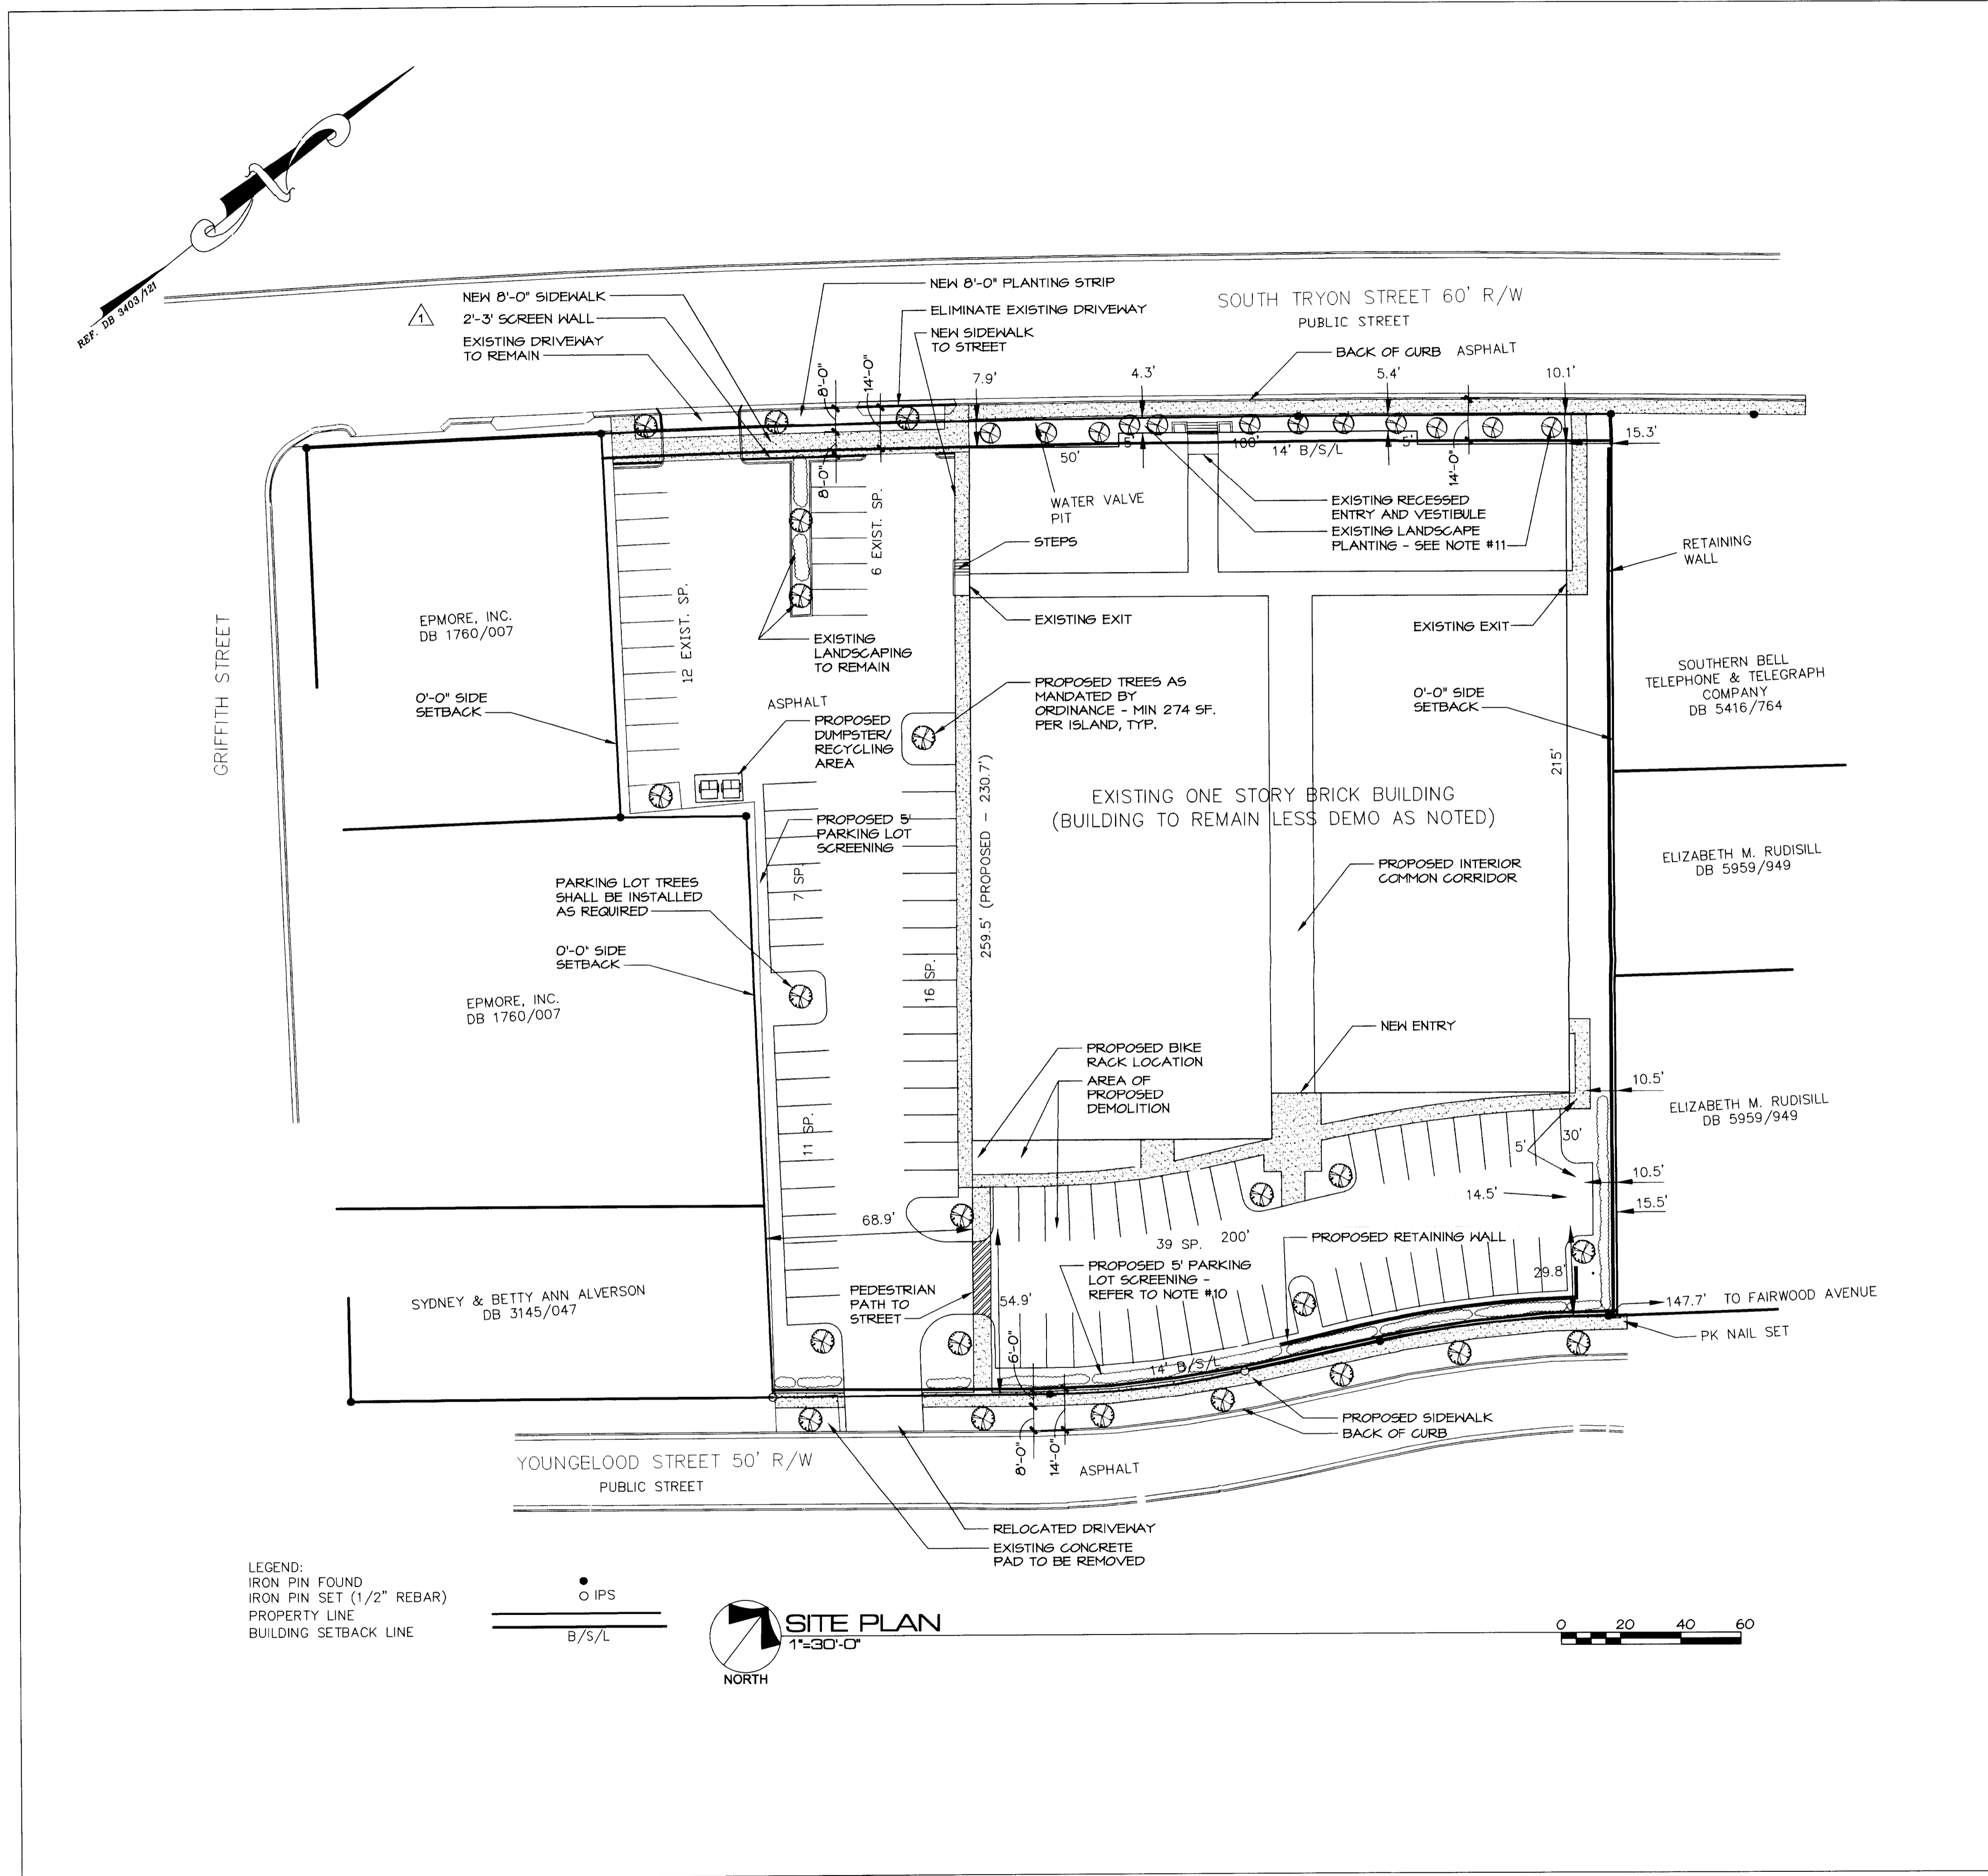 REF. DB 3403/121
NEW 8'-0" SIDEWALK
1
2'-3' SCREEN WALL
EXISTING DRIVEWAY
TO REMAIN
NEW 8'-0" PLANTING STRIP
ELIMINATE EXISTING DRIVEWAY
NEW SIDEWALK
TO STREET
SOUTH TRYON STREET 60' R/W
PUBLIC STREET
BACK OF CURB ASPHALT
8'-0"
14'-0"
7.9'
4.3'
5.4'
10.1'
15.3'
8'-0"
50'
5'
100'
14' B/S/L
5'
14'-0"
WATER VALVE
PIT
STEPS
EXISTING RECESSED
ENTRY AND VESTIBULE
EXISTING LANDSCAPE
PLANTING - SEE NOTE #11
RETAINING
WALL
6 EXIST. SP.
12 EXIST. SP.
EPMORE, INC.
DB 1760/007
GRIFFITH STREET
EXISTING
LANDSCAPING
TO REMAIN
EXISTING EXIT
EXISTING EXIT
0'-0" SIDE
SETBACK
ASPHALT
PROPOSED
DUMPSTER/
RECYCLING
AREA
PROPOSED TREES AS
MANDATED BY
ORDINANCE - MIN 274 SF.
PER ISLAND, TYP.
0'-0" SIDE
SETBACK
SOUTHERN BELL
TELEPHONE & TELEGRAPH
COMPANY
DB 5416/764
215'
259.5' (PROPOSED - 230.7')
EXISTING ONE STORY BRICK BUILDING
(BUILDING TO REMAIN LESS DEMO AS NOTED)
PROPOSED 5'
PARKING LOT
SCREENING
7 SP.
PROPOSED INTERIOR
COMMON CORRIDOR
ELIZABETH M. RUDISILL
DB 5959/949
PARKING LOT TREES
SHALL BE INSTALLED
AS REQUIRED
0'-0" SIDE
SETBACK
16 SP.
EPMORE, INC.
DB 1760/007
NEW ENTRY
PROPOSED BIKE
RACK LOCATION
AREA OF
PROPOSED
DEMOLITION
11 SP.
10.5'
ELIZABETH M. RUDISILL
DB 5959/949
30'
5'
10.5'
14.5'
15.5'
68.9'
39 SP.
200'
PROPOSED RETAINING WALL
PROPOSED 5' PARKING
LOT SCREENING -
REFER TO NOTE #10
29.8'
SYDNEY & BETTY ANN ALVERSON
DB 3145/047
PEDESTRIAN
PATH TO
STREET
54.9'
147.7' TO FAIRWOOD AVENUE
PK NAIL SET
6'-0"
14' B/S/L
PROPOSED SIDEWALK
BACK OF CURB
8'-0"
14'-0"
ASPHALT
YOUNGELOOD STREET 50' R/W
PUBLIC STREET
RELOCATED DRIVEWAY
EXISTING CONCRETE
PAD TO BE REMOVED
LEGEND:
IRON PIN FOUND
IRON PIN SET (1/2" REBAR)
IPS
PROPERTY LINE
BUILDING SETBACK LINE
B/S/L
SITE PLAN
1"=30'-0"
NORTH
0 20 40 60